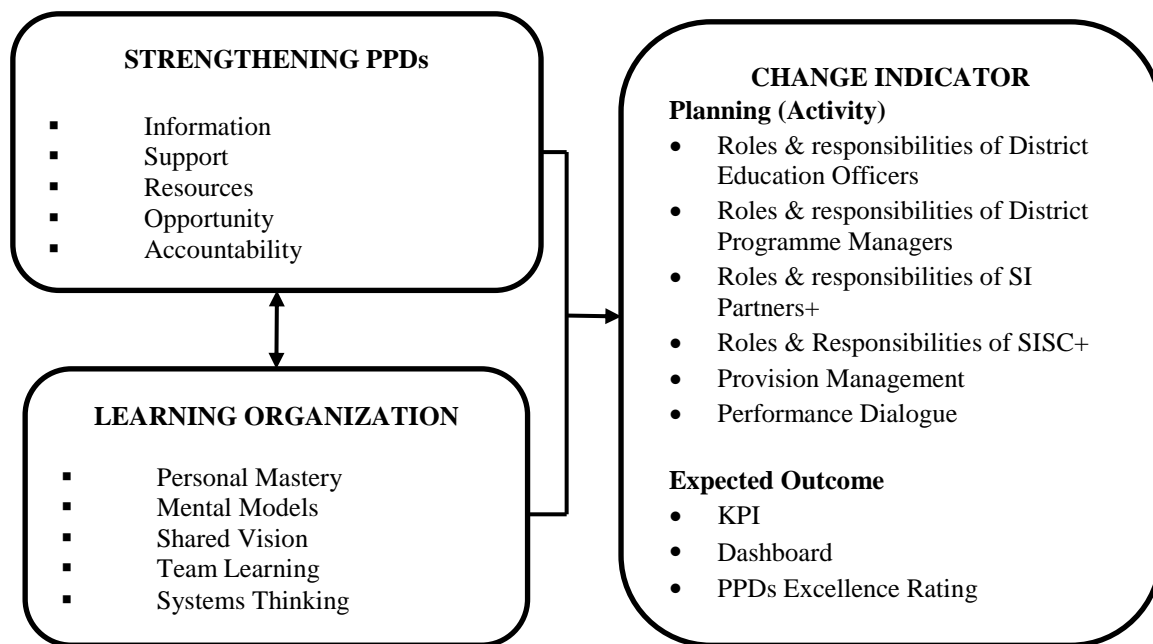 STRENGTHENING PPDs
▪ Information
▪ Support
▪ Resources
▪ Opportunity
▪ Accountability
LEARNING ORGANIZATION
▪ Personal Mastery
▪ Mental Models
▪ Shared Vision
▪ Team Learning
▪ Systems Thinking
CHANGE INDICATOR
Planning (Activity)
• Roles & responsibilities of District
Education Officers
• Roles & responsibilities of District
Programme Managers
• Roles & responsibilities of SI
Partners+
• Roles & Responsibilities of SISC+
• Provision Management
• Performance Dialogue
Expected Outcome
• KPI
• Dashboard
• PPDs Excellence Rating